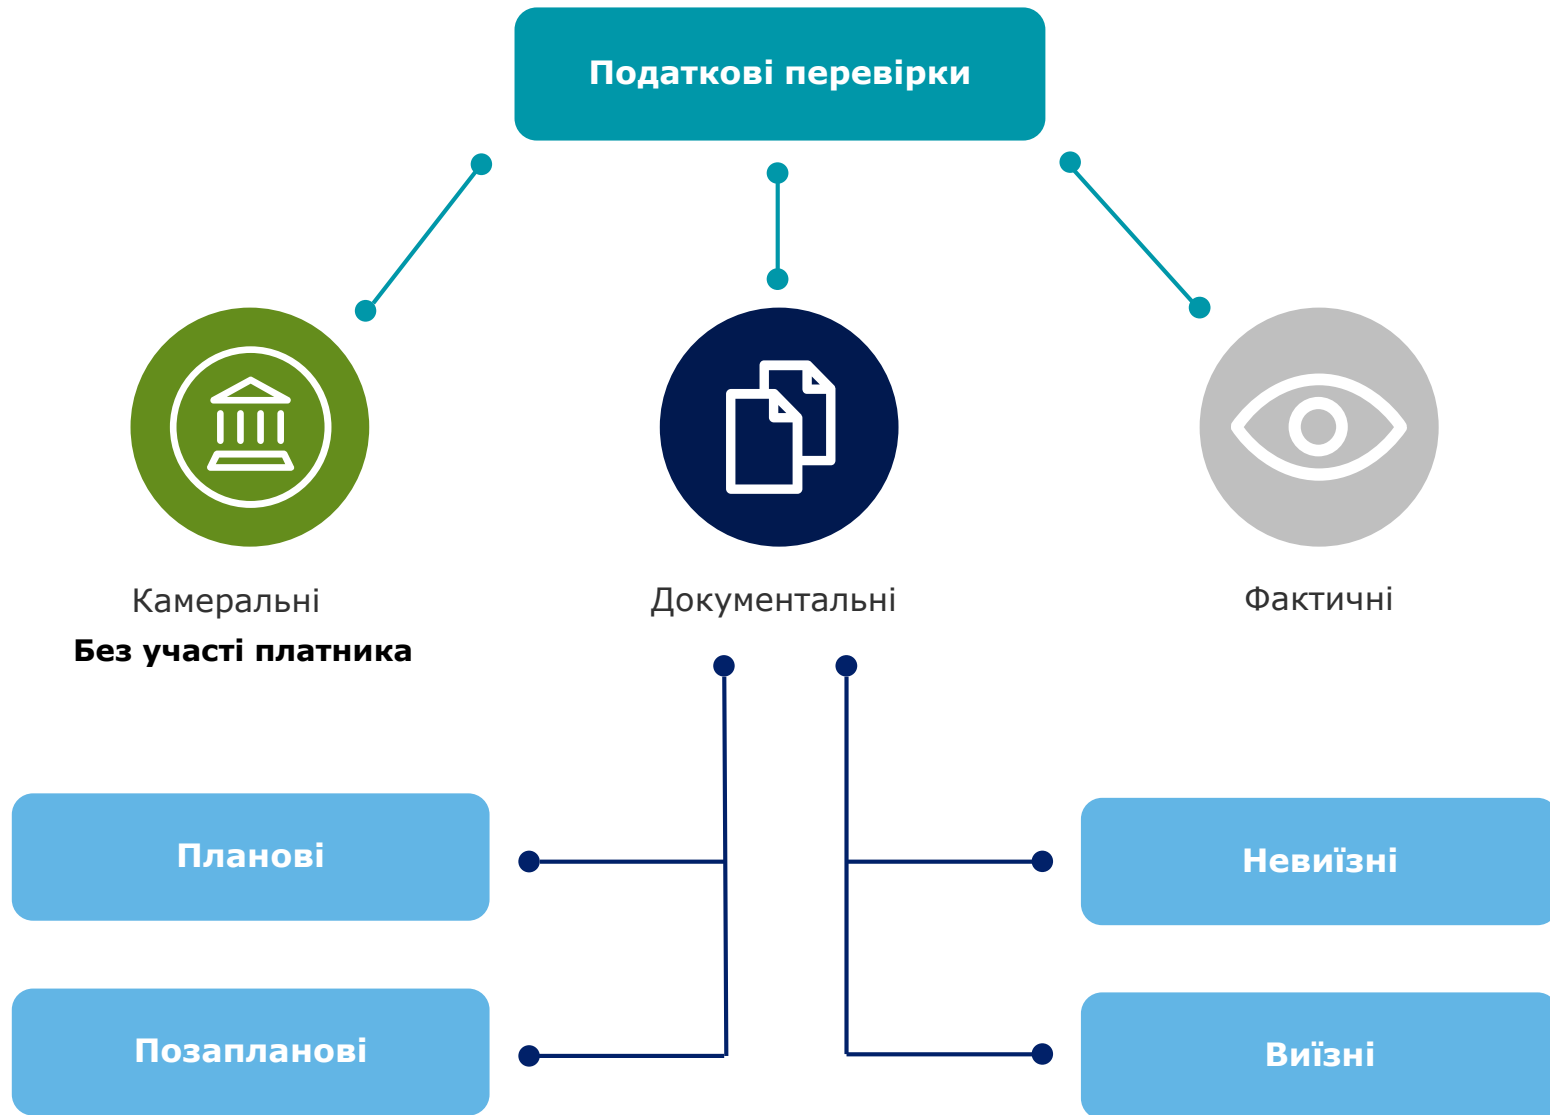 Податкові перевірки
Камеральні
Без участі платника
Документальні
Фактичні
Планові
Невиїзні
Позапланові
Виїзні